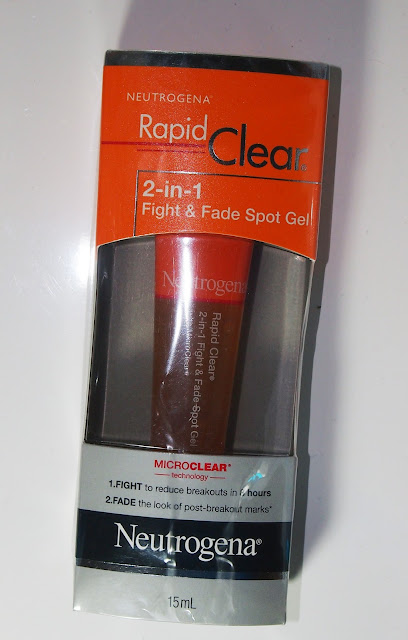 NEUTROGENA®
Rapid
Clear®
2-in-1
Fight & Fade Spot Gel
Neutrogena
Rapid Clear®
2-in-1 Fight & Fade Spot Gel
MICROCLEAR*
technology
1.FIGHT to reduce breakouts in 8 hours
2.FADE the look of post-breakout marks*
Neutrogena®
15mL